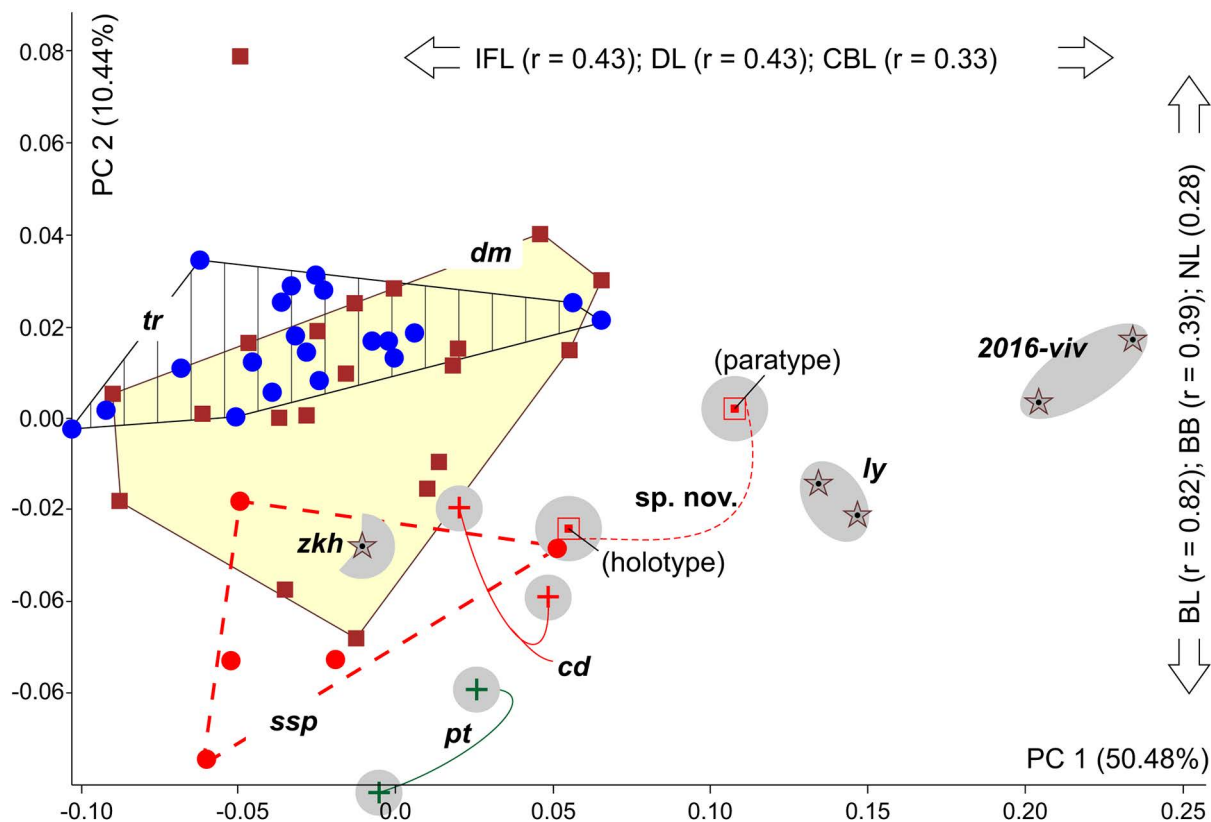 0.08
0.06
0.04
0.02
0.00
-0.02
-0.06
-0.06
PC 2 (10.44%)
IFL (r = 0.43); DL (r = 0.43); CBL (r = 0.33)
BL (r = 0.82); BB (r = 0.39); NL (0.28)
dm
tr
2016-viv
(paratype)
ly
sp. nov.
zkh
(holotype)
cd
ssp
pt
PC 1 (50.48%)
-0.10
-0.05
0.0
0.05
0.10
0.15
0.20
0.25